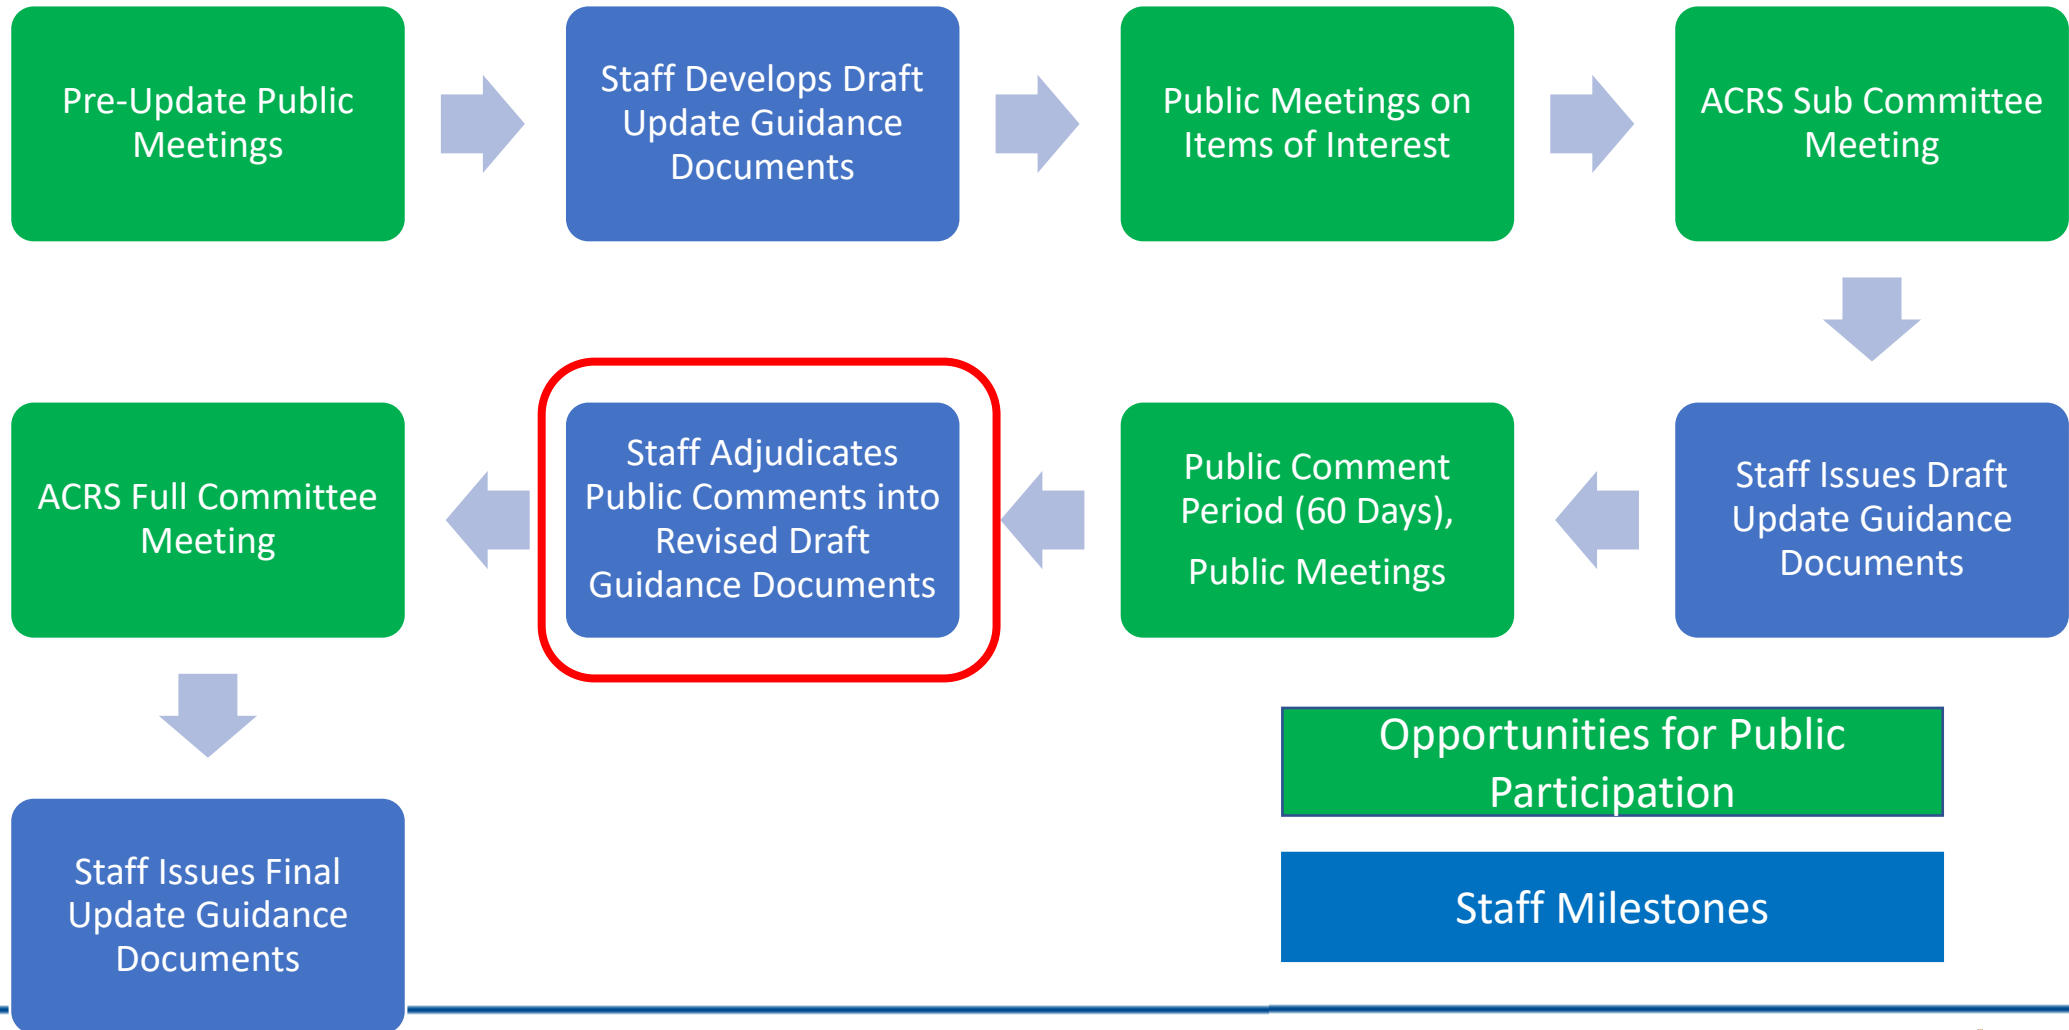 Pre-Update Public
Meetings
Staff Develops Draft
Update Guidance
Documents
Public Meetings on
Items of Interest
ACRS Sub Committee
Meeting
Staff Issues Draft
Update Guidance
Documents
Public Comment
Period (60 Days),
Public Meetings
Staff Adjudicates
Public Comments into
Revised Draft
Guidance Documents
ACRS Full Committee
Meeting
Staff Issues Final
Update Guidance
Documents
Opportunities for Public
Participation
Staff Milestones